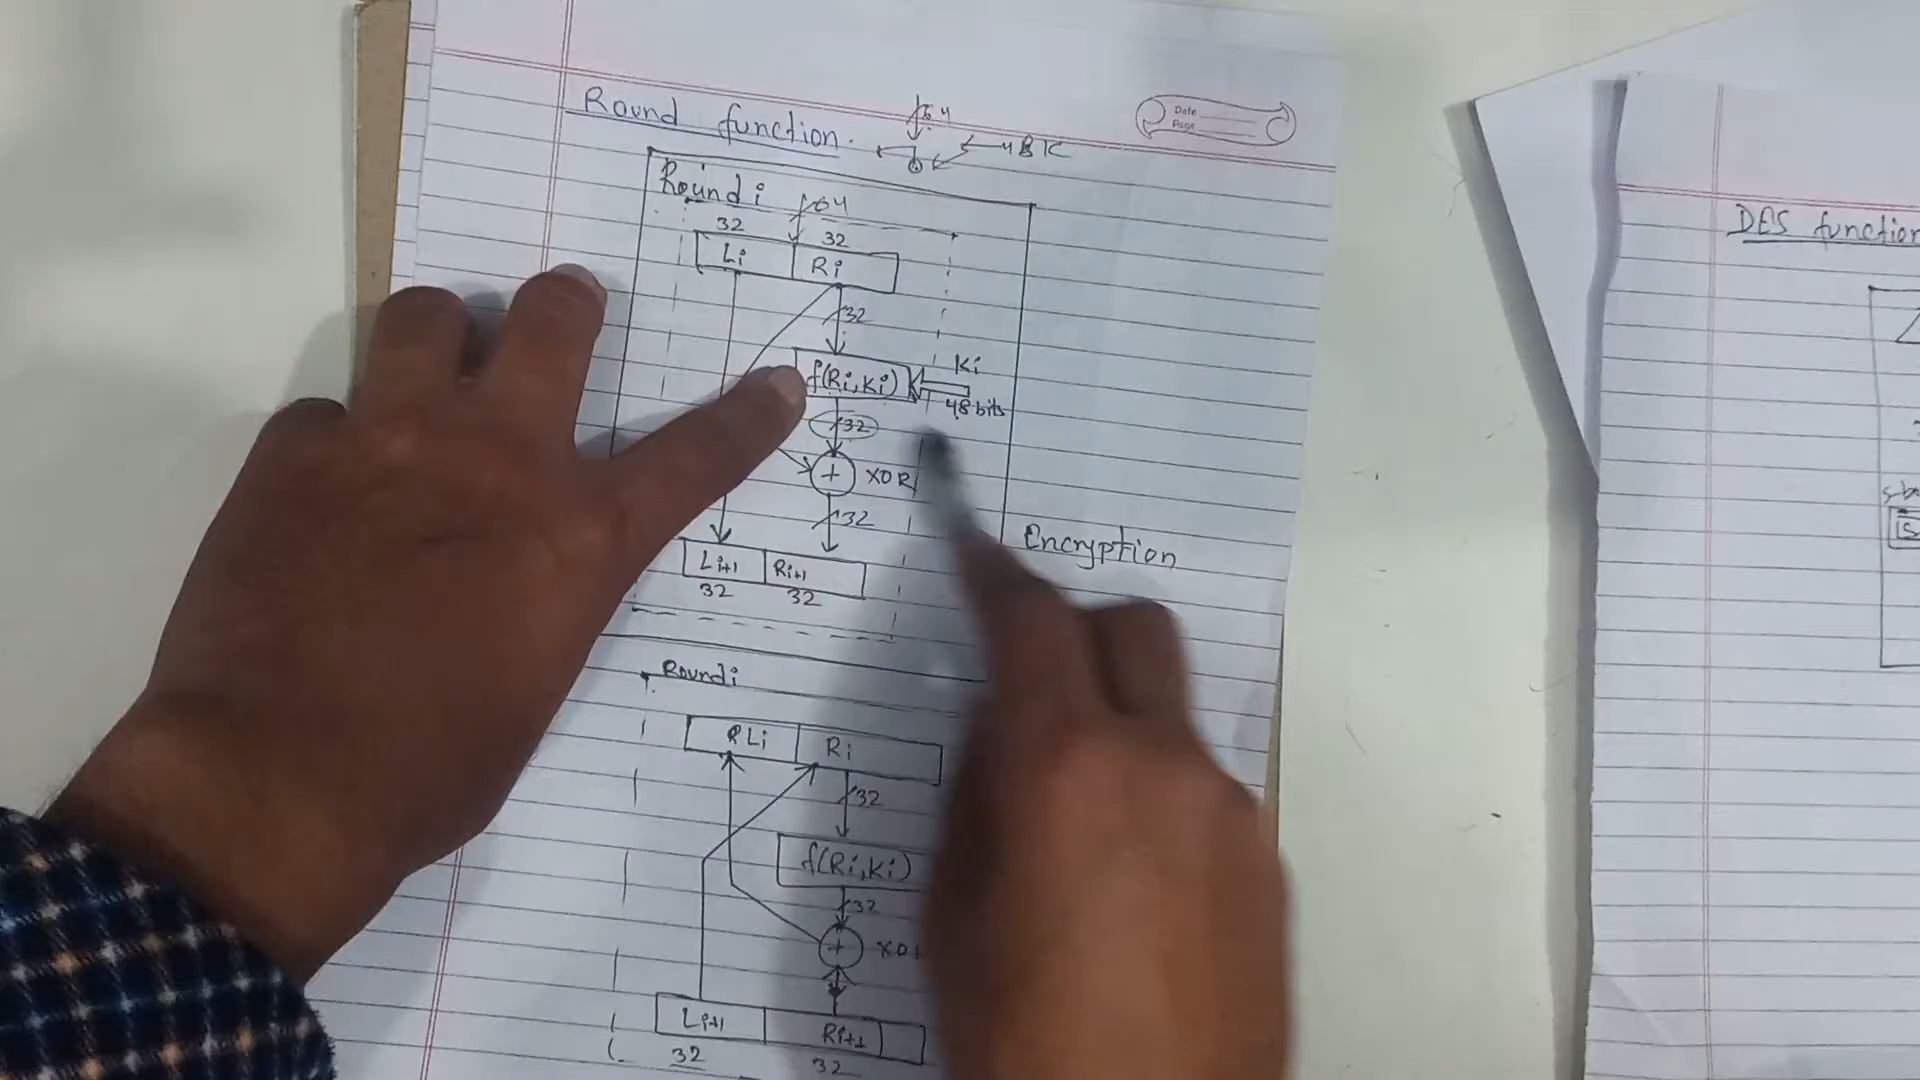 Round function.
64
48 K
Date
Page
Round i
64
32 32
Li Ri
32
f(Ri,Ki)
Ki
48 bits
32
+ XOR
32
Encryption
Li+1 Ri+1
32 32
Round i
Li Ri
32
f(Ri,Ki)
32
+
Li+1 Ri+1
32 32
DES function